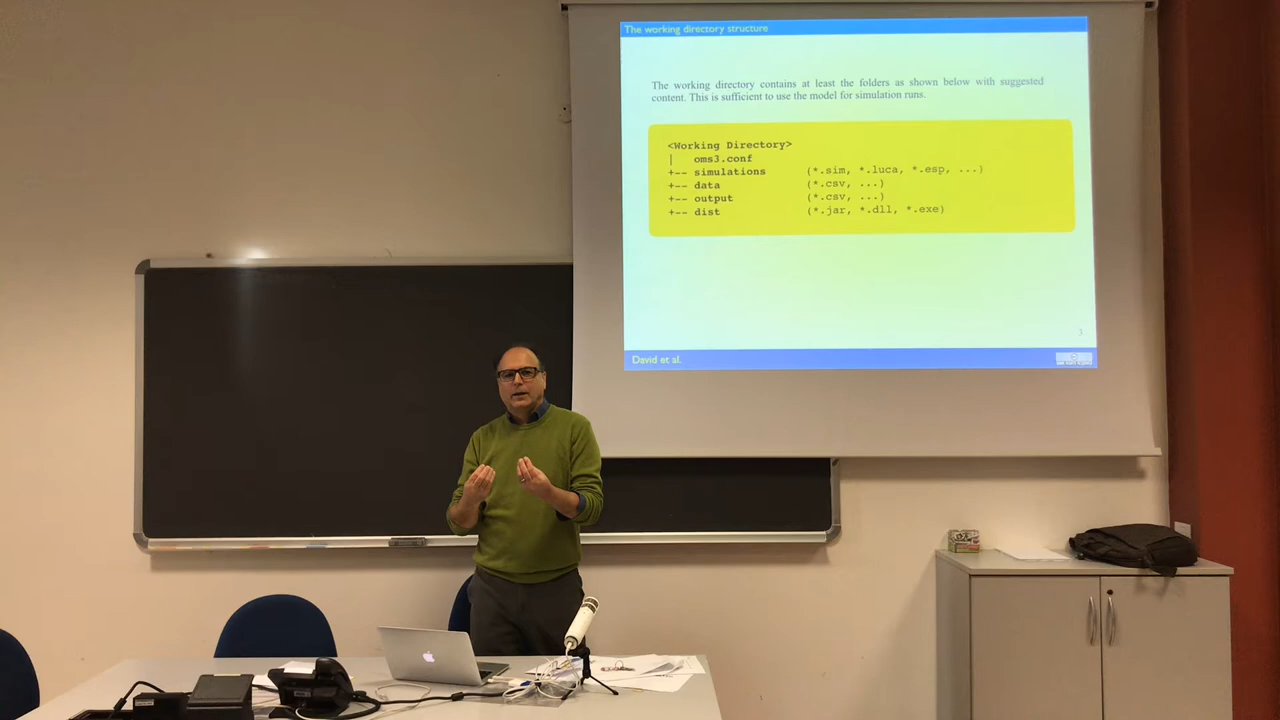 The working directory structure
The working directory contains at least the folders as shown below with suggested
content. This is sufficient to use the model for simulation runs.
<Working Directory>
| oms3.conf
+-- simulations (*.sim, *.luca, *.esp, ...)
+-- data (*.csv, ...)
+-- output (*.csv, ...)
+-- dist (*.jar, *.dll, *.exe)
3
David et al.